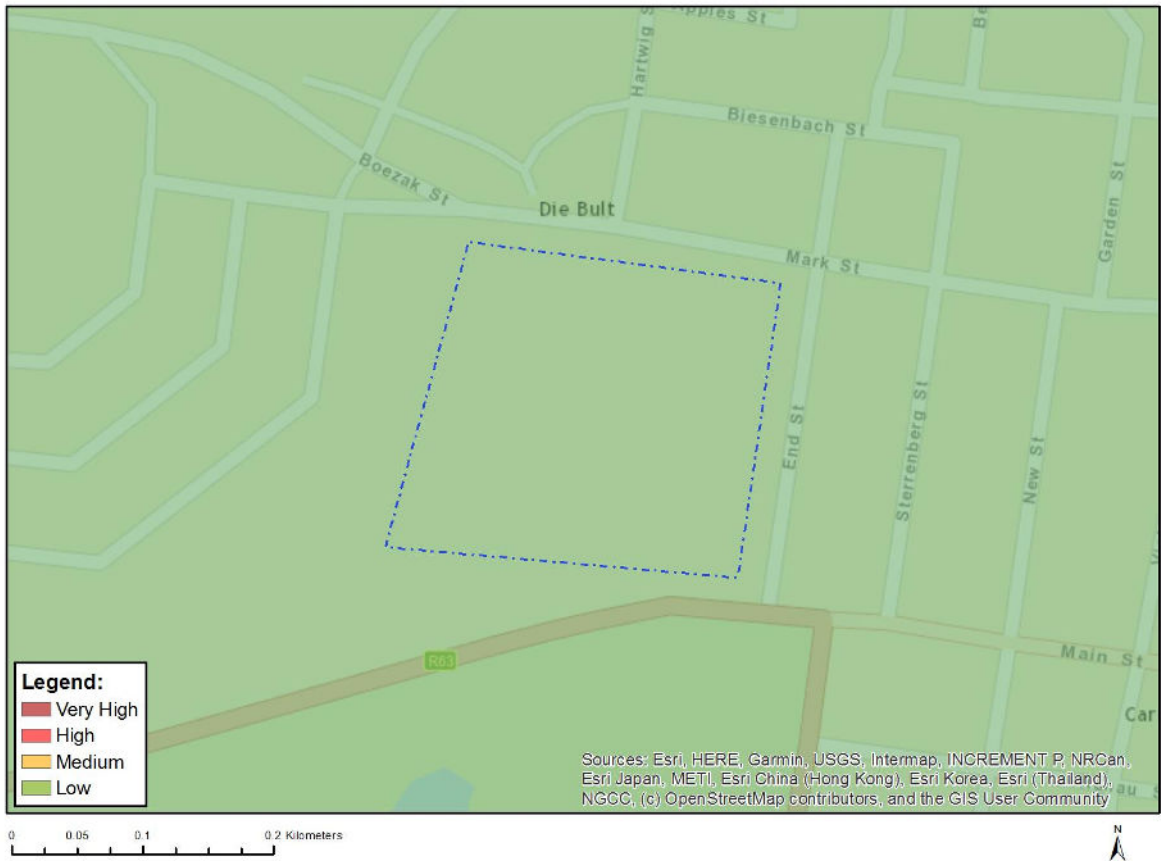 Apples St
Hartwig S
Be
Biesenbach St
Boezak St
Garden St
Die Bult
Mark St
End St
Sterrenberg St
New St
R63
Main St
Car
Legend:
Very High
High
Medium
Low
Sources: Esri, HERE, Garmin, USGS, Intermap, INCREMENT P, NRCan,
Esri Japan, METI, Esri China (Hong Kong), Esri Korea, Esri (Thailand),
NGCC, (c) OpenStreetMap contributors, and the GIS User Community
0 0.05 0.1 0.2 Kilometers
N